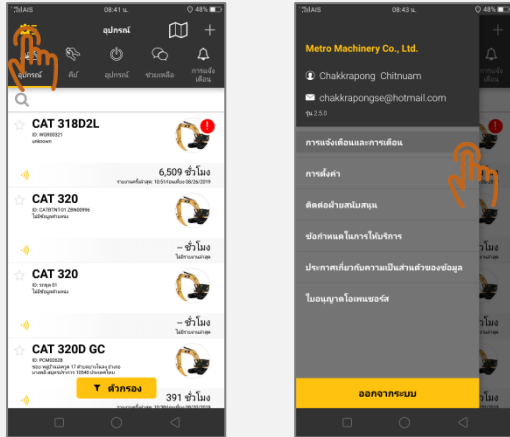 AIS
08:41 น.
48%
อุปกรณ์
อุปกรณ์
คีย์
อุปกรณ์
ช่วยเหลือ
การแจ้ง
เตือน
CAT 318D2L
ID: WGR00321
unknown
6,509 ชั่วโมง
CAT 320
ID: CATBTNT-01 ZBN00996
ไม่มีข้อมูลตำแหน่ง
– ชั่วโมง
ไม่มีรายงานล่าสุด
CAT 320
ไม่มีข้อมูลตำแหน่ง
– ชั่วโมง
ไม่มีรายงานล่าสุด
CAT 320D GC
ID: PCM02628
ตัวกรอง
391 ชั่วโมง
AIS
08:43 น.
48%
Metro Machinery Co., Ltd.
Chakkrapong Chitnuam
chakkrapongse@hotmail.com
รุ่น 2.5.0
การแจ้งเตือนและการเตือน
การตั้งค่า
ติดต่อฝ่ายสนับสนุน
ข้อกำหนดในการให้บริการ
ประกาศเกี่ยวกับความเป็นส่วนตัวของข้อมูล
ใบอนุญาตโอเพนซอร์ส
ออกจากระบบ